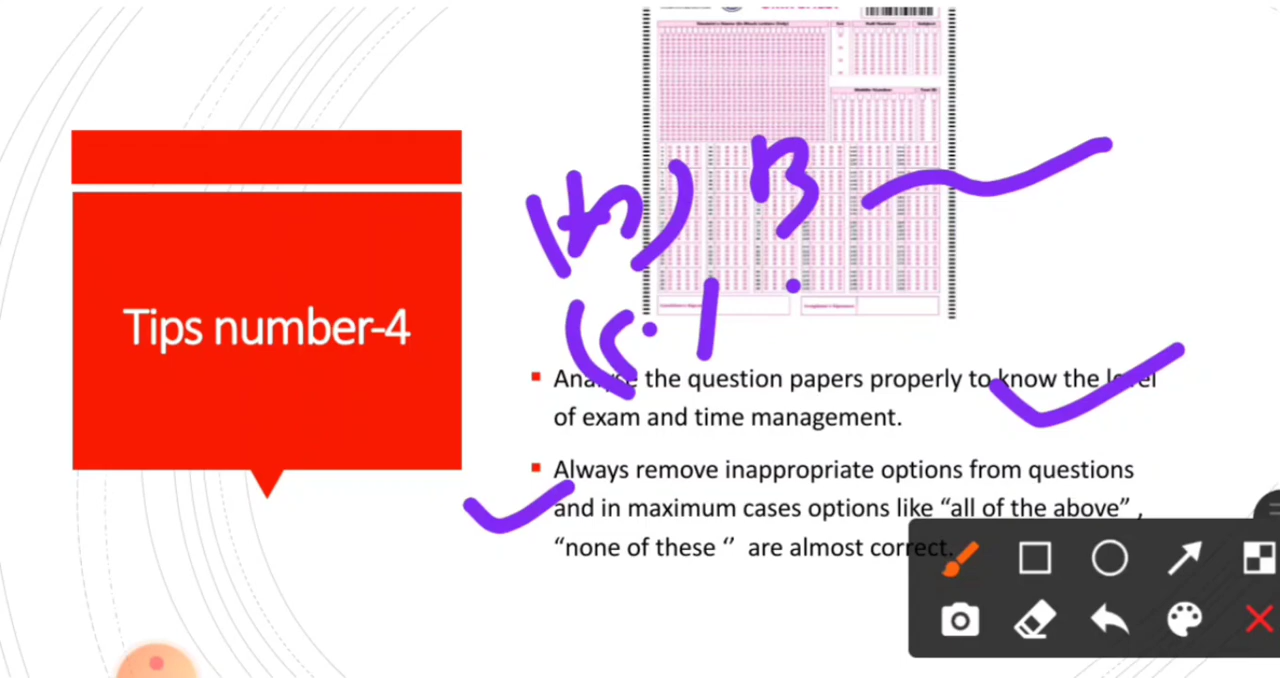 Tips number-4
Analyse the question papers properly to know the level
of exam and time management.
Always remove inappropriate options from questions
and in maximum cases options like “all of the above” ,
“none of these ‘’ are almost correct.